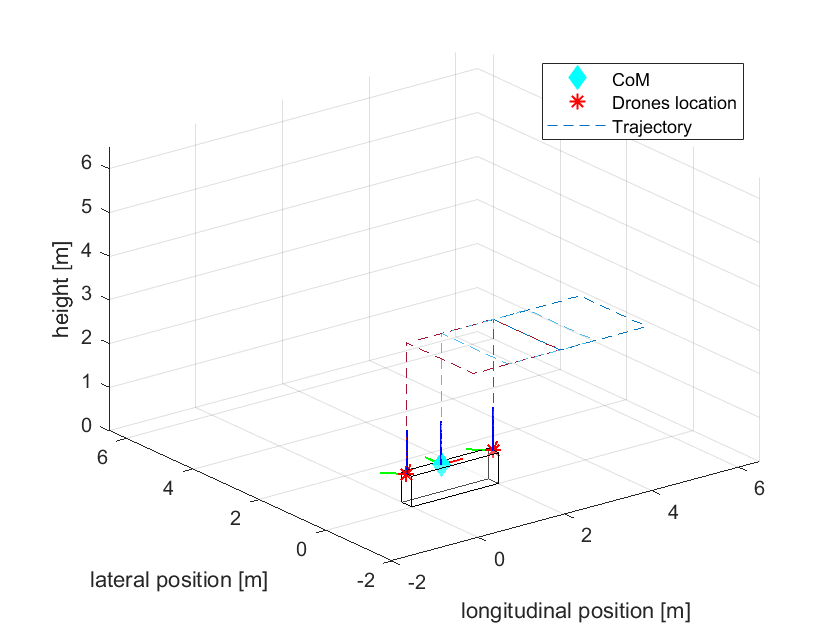 CoM
Drones location
Trajectory
6
5
4
3
2
1
0
height [m]
6
4
2
0
-2
lateral position [m]
-2
0
2
4
6
longitudinal position [m]